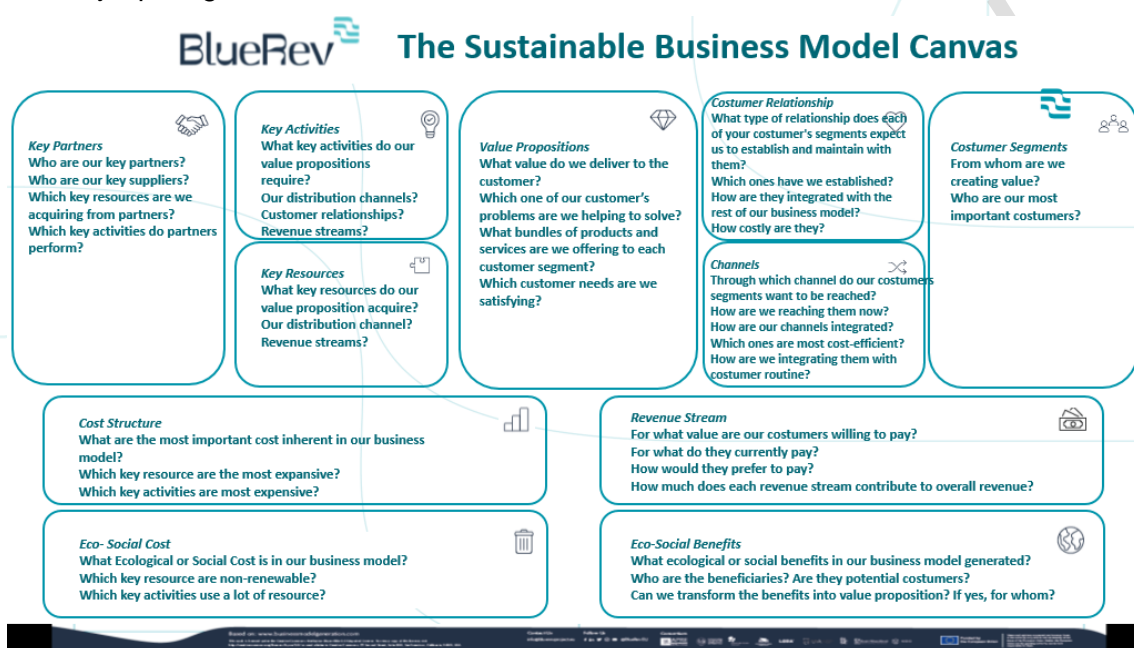 BlueRev
The Sustainable Business Model Canvas
Key Partners
Who are our key partners?
Who are our key suppliers?
Which key resources are we
acquiring from partners?
Which key activities do partners
perform?
Key Activities
What key activities do our
value propositions
require?
Our distribution channels?
Customer relationships?
Revenue streams?
Key Resources
What key resources do our
value proposition acquire?
Our distribution channel?
Revenue streams?
Value Propositions
What value do we deliver to the
customer?
Which one of our customer's
problems are we helping to solve?
What bundles of products and
services are we offering to each
customer segment?
Which customer needs are we
satisfying?
Costumer Relationship
What type of relationship does each
of your costumer's segments expect
us to establish and maintain with
them?
Which ones have we established?
How are they integrated with the
rest of our business model?
How costly are they?
Channels
Through which channel do our costumers
segments want to be reached?
How are we reaching them now?
How are our channels integrated?
Which ones are most cost-efficient?
How are we integrating them with
costumer routine?
Costumer Segments
From whom are we
creating value?
Who are our most
important costumers?
Cost Structure
What are the most important cost inherent in our business
model?
Which key resource are the most expansive?
Which key activities are most expensive?
Revenue Stream
For what value are our costumers willing to pay?
For what do they currently pay?
How would they prefer to pay?
How much does each revenue stream contribute to overall revenue?
Eco- Social Cost
What Ecological or Social Cost is in our business model?
Which key resource are non-renewable?
Which key activities use a lot of resource?
Eco-Social Benefits
What ecological or social benefits in our business model generated?
Who are the beneficiaries? Are they potential costumers?
Can we transform the benefits into value proposition? If yes, for whom?
Based on: www.businessmodelgeneration.com